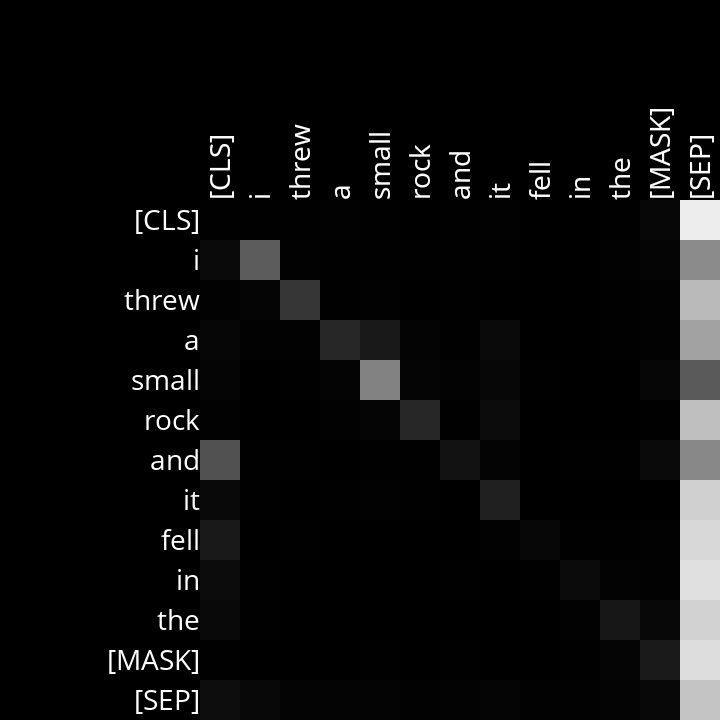 [CLS] i threw a small rock and it fell in the [MASK] [SEP]
[CLS]
i
threw
a
small
rock
and
it
fell
in
the
[MASK]
[SEP]